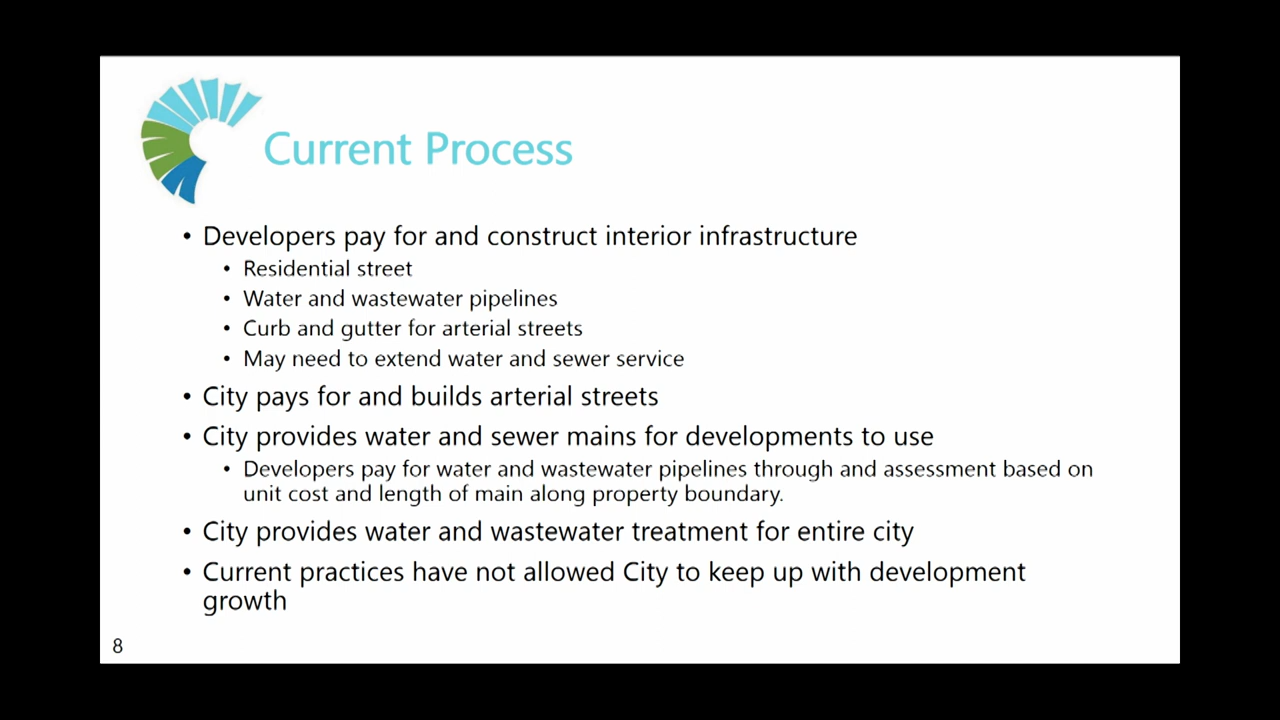 Current Process
• Developers pay for and construct interior infrastructure
• Residential street
• Water and wastewater pipelines
• Curb and gutter for arterial streets
• May need to extend water and sewer service
• City pays for and builds arterial streets
• City provides water and sewer mains for developments to use
• Developers pay for water and wastewater pipelines through and assessment based on
unit cost and length of main along property boundary.
• City provides water and wastewater treatment for entire city
• Current practices have not allowed City to keep up with development
growth
8